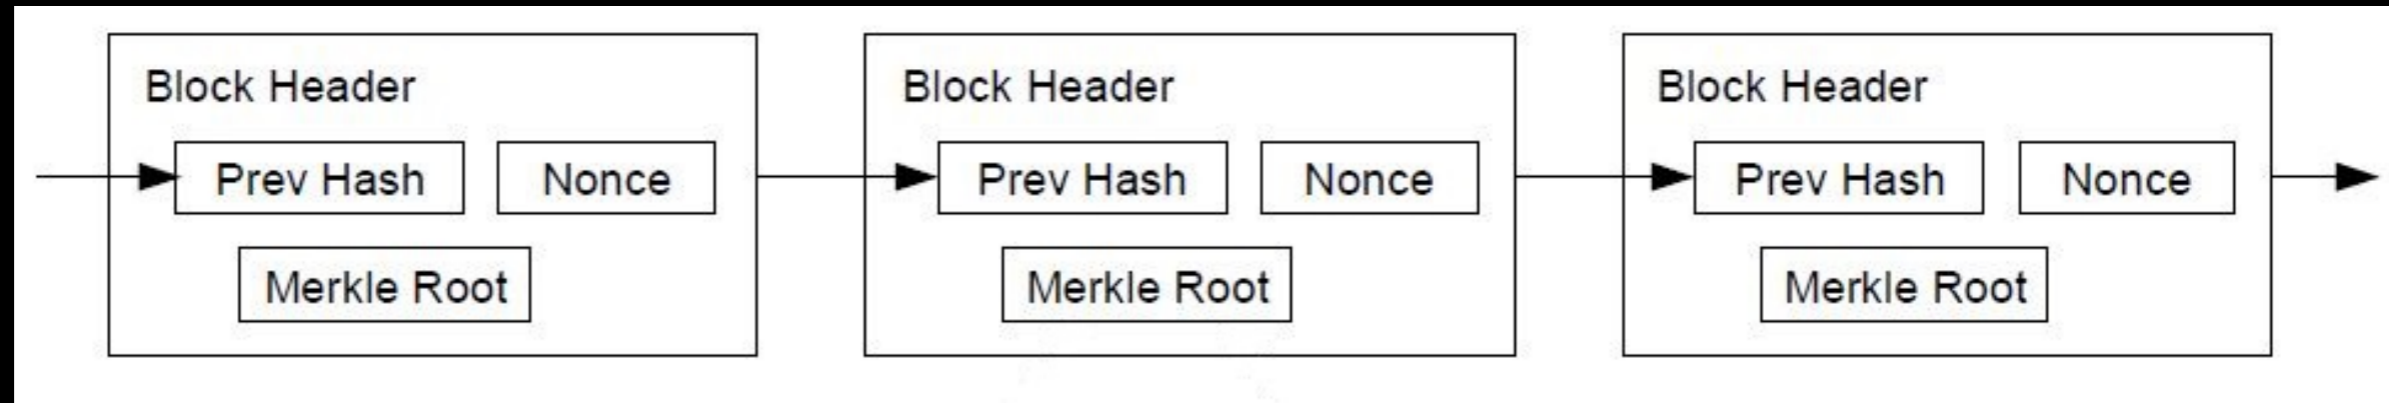 Block Header
Prev Hash Nonce
Merkle Root
Block Header
Prev Hash Nonce
Merkle Root
Block Header
Prev Hash Nonce
Merkle Root